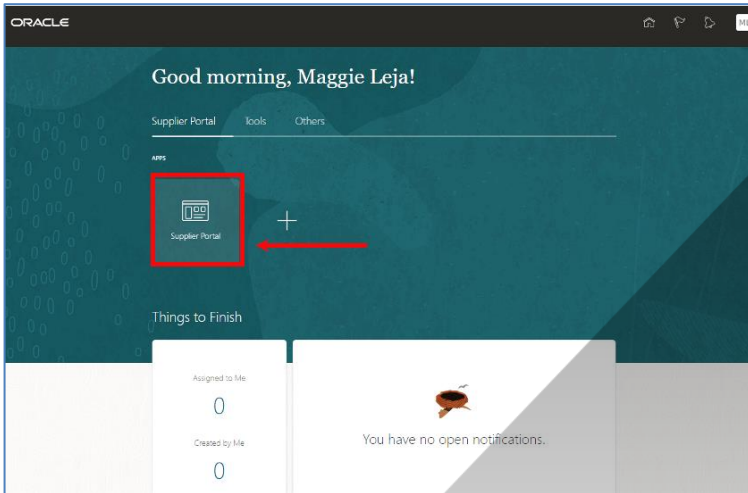 ORACLE
Good morning, Maggie Leja!
Supplier Portal Tools Others
APPS
Supplier Portal
Things to Finish
Assigned to Me
0
Created by Me
0
You have no open notifications.